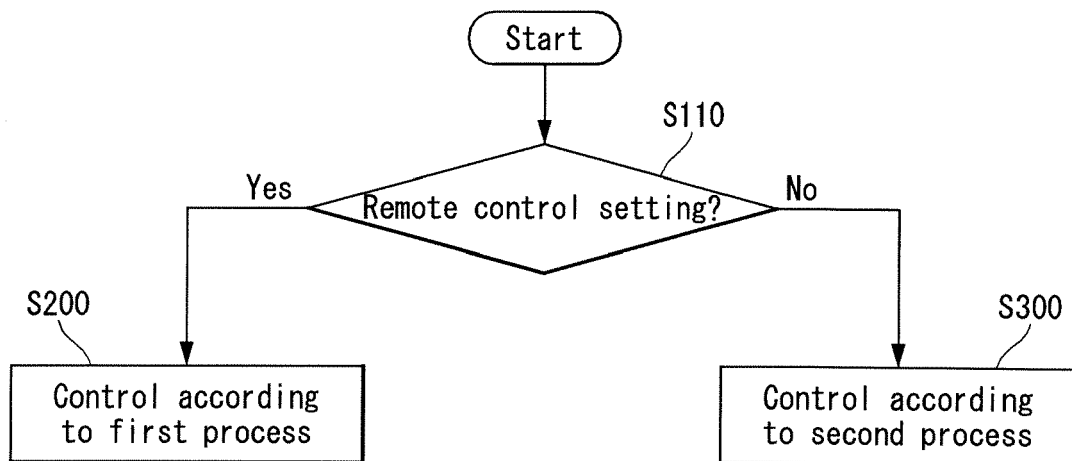 Start
S110
Yes
Remote control setting?
No
S200
S300
Control according
to first process
Control according
to second process